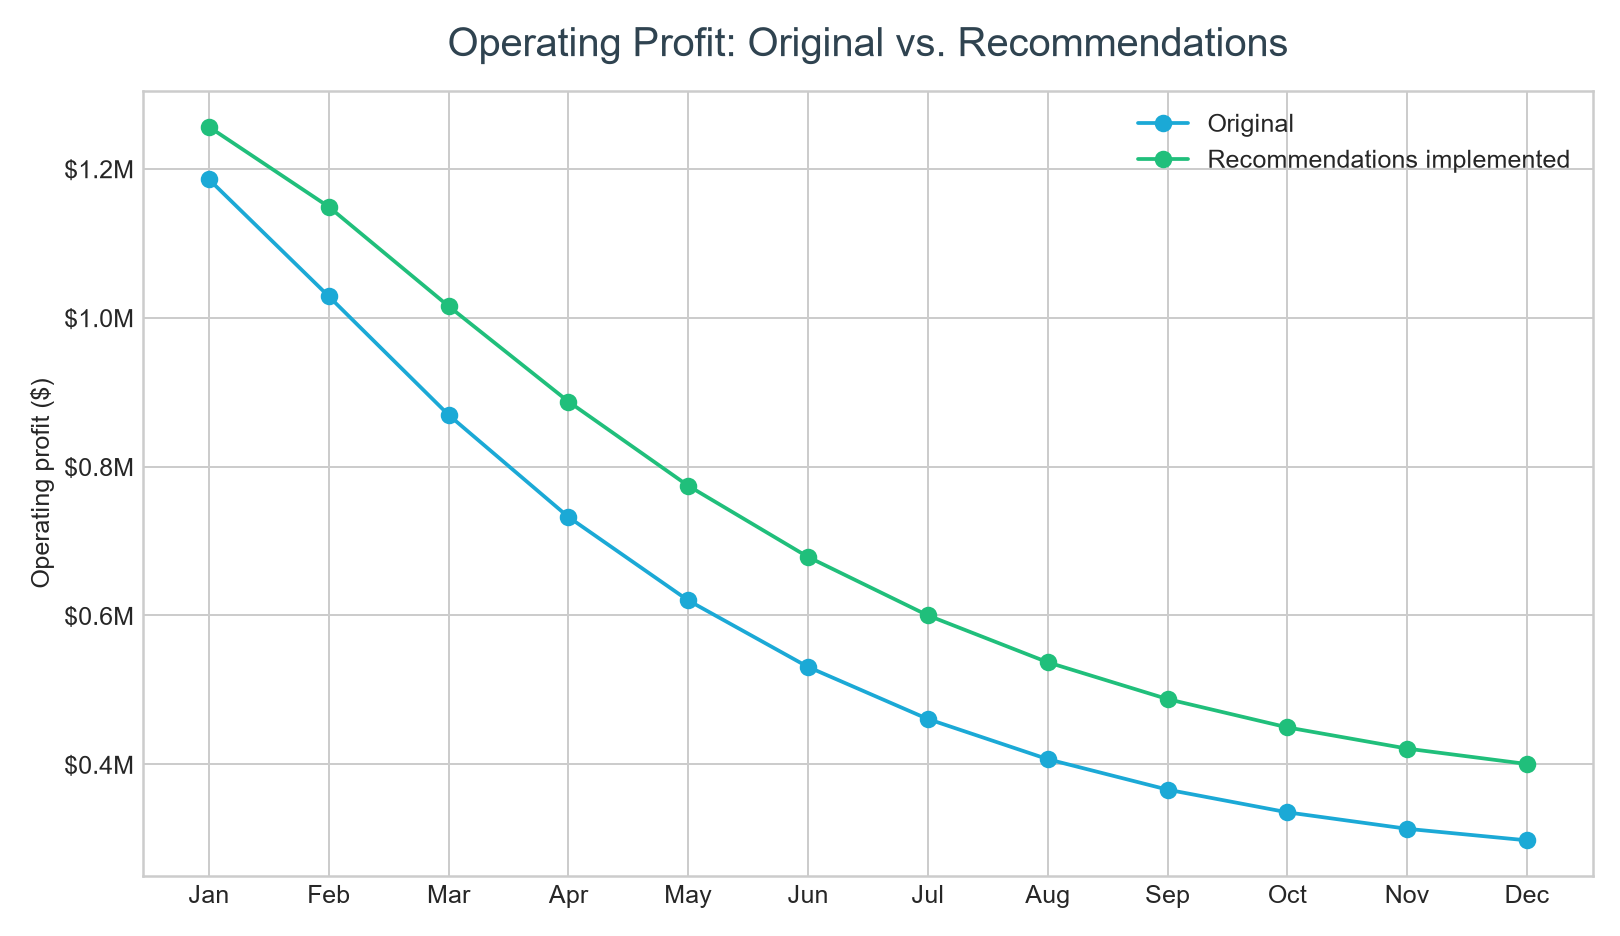 Operating Profit: Original vs. Recommendations
Original
Recommendations implemented
Operating profit ($)
$1.2M
$1.0M
$0.8M
$0.6M
$0.4M
Jan Feb Mar Apr May Jun Jul Aug Sep Oct Nov Dec